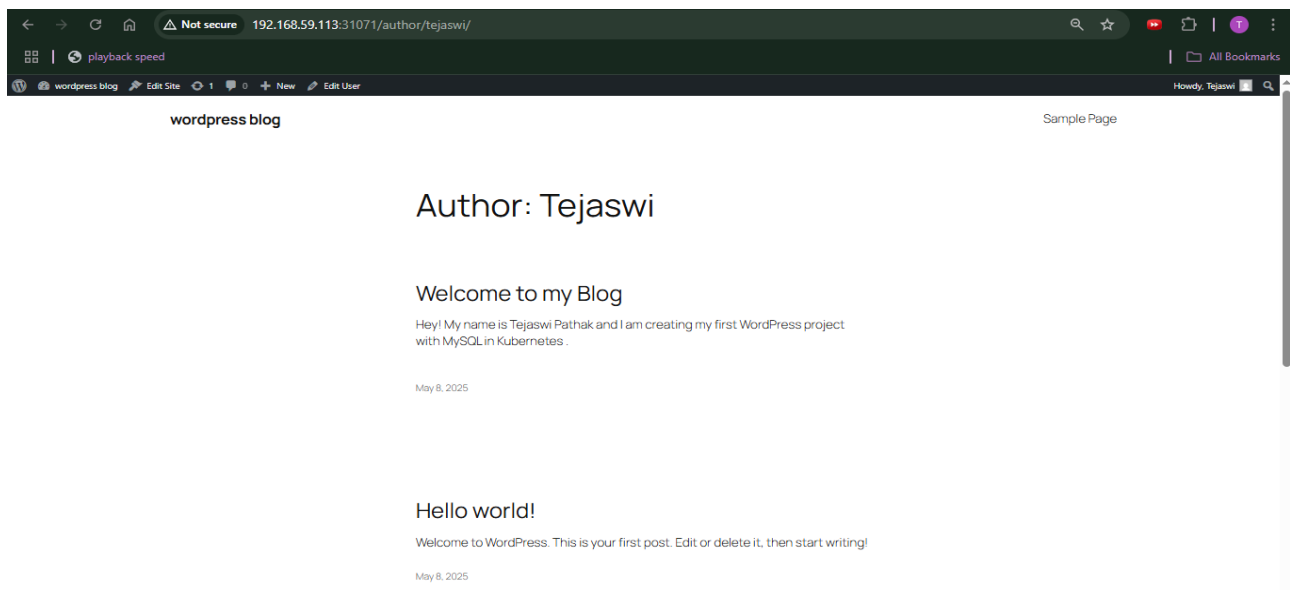 Not secure 192.168.59.113:31071/author/tejaswi/ T
playback speed All Bookmarks
wordpress blog Edit Site 1 0 New Edit User Howdy, Tejaswi
wordpress blog Sample Page
Author: Tejaswi
Welcome to my Blog
Hey! My name is Tejaswi Pathak and I am creating my first WordPress project
with MySQL in Kubernetes .
May 8, 2025
Hello world!
Welcome to WordPress. This is your first post. Edit or delete it, then start writing!
May 8, 2025